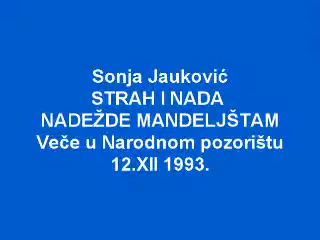 Sonja Jauković
STRAH I NADA
NADEŽDE MANDELJŠTAM
Veče u Narodnom pozorištu
12.XII 1993.